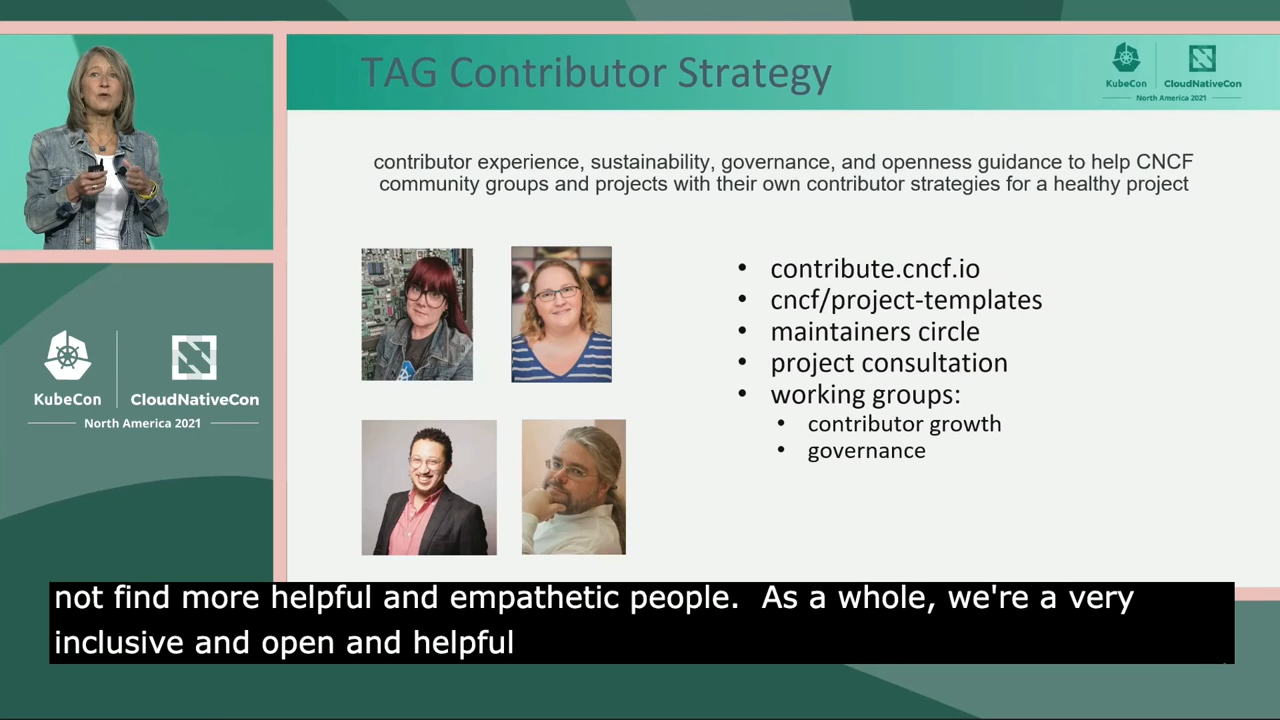 TAG Contributor Strategy
KubeCon
CloudNativeCon
North America 2021
contributor experience, sustainability, governance, and openness guidance to help CNCF
community groups and projects with their own contributor strategies for a healthy project
• contribute.cncf.io
• cncf/project-templates
• maintainers circle
• project consultation
• working groups:
• contributor growth
• governance
KubeCon
CloudNativeCon
North America 2021
not find more helpful and empathetic people.  As a whole, we're a very
inclusive and open and helpful